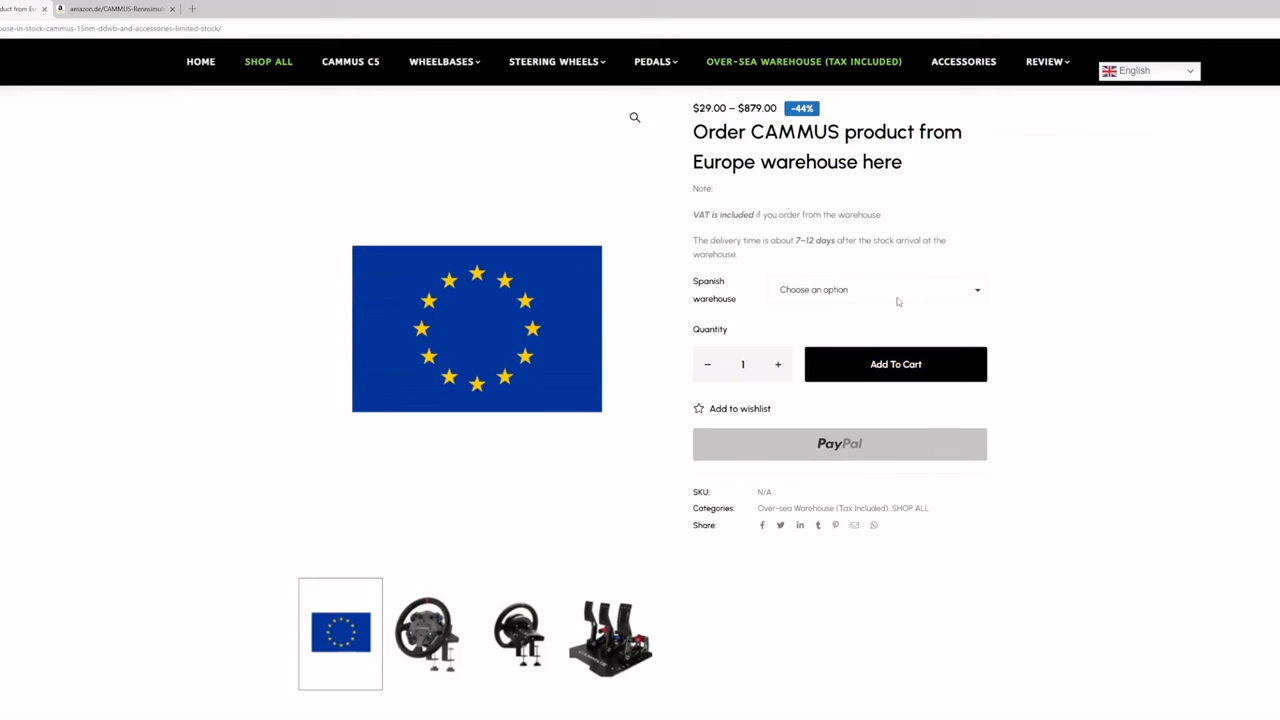 amazon.de/CAMMUS-Rennsimul
ouse-in-stock-cammus-15nm-ddwb-and-accessories-limited-stock/
HOME SHOP ALL CAMMUS C5 WHEELBASES STEERING WHEELS PEDALS OVER-SEA WAREHOUSE (TAX INCLUDED) ACCESSORIES REVIEW English
$29.00 – $879.00 -44%
Order CAMMUS product from
Europe warehouse here
Note:
VAT is included if you order from the warehouse
The delivery time is about 7–12 days after the stock arrival at the
warehouse.
Spanish
warehouse
Choose an option
Quantity
− 1 + Add To Cart
Add to wishlist
PayPal
SKU: N/A
Categories: Over-sea Warehouse (Tax Included), SHOP ALL
Share: